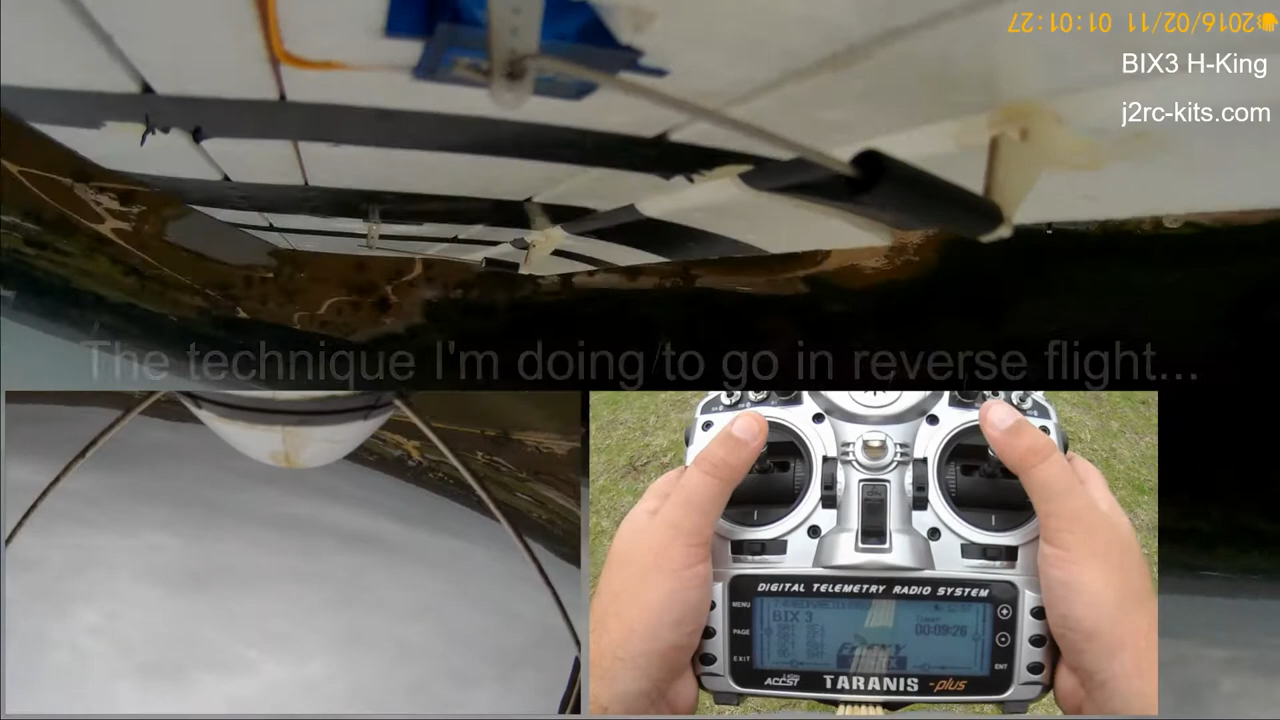 2016/02/11 01:01:27
BIX3 H-King
j2rc-kits.com
The technique I'm doing to go in reverse flight...
DIGITAL TELEMETRY RADIO SYSTEM
MENU
PAGE
EXIT
BIX 3
Timer
00:09:26
ENT
ACCST
TARANIS -plus